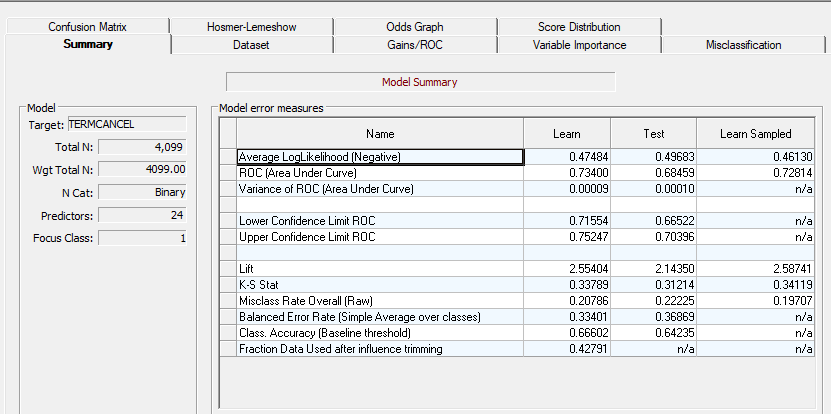 Confusion Matrix Hosmer-Lemeshow Odds Graph Score Distribution
Summary Dataset Gains/ROC Variable Importance Misclassification
Model Summary
Model
Target: TERMCANCEL
Total N: 4,099
Wgt Total N: 4099.00
N Cat: Binary
Predictors: 24
Focus Class: 1
Model error measures
Name Learn Test Learn Sampled
Average LogLikelihood (Negative) 0.47484 0.49683 0.46130
ROC (Area Under Curve) 0.73400 0.68459 0.72814
Variance of ROC (Area Under Curve) 0.00009 0.00010 n/a
Lower Confidence Limit ROC 0.71554 0.66522 n/a
Upper Confidence Limit ROC 0.75247 0.70396 n/a
Lift 2.55404 2.14350 2.58741
K-S Stat 0.33789 0.31214 0.34119
Misclass Rate Overall (Raw) 0.20786 0.22225 0.19707
Balanced Error Rate (Simple Average over classes) 0.33401 0.36869 n/a
Class. Accuracy (Baseline threshold) 0.66602 0.64235 n/a
Fraction Data Used after influence trimming 0.42791 n/a n/a